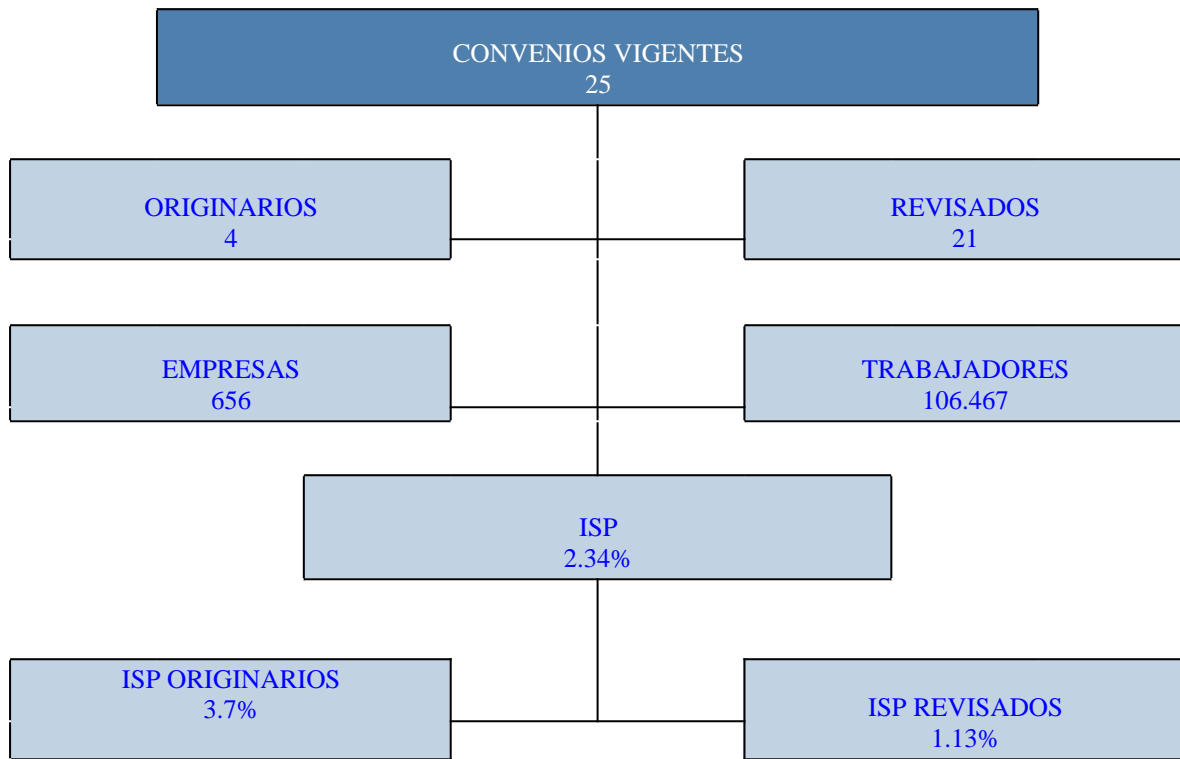 CONVENIOS VIGENTES
25
ORIGINARIOS
4
REVISADOS
21
EMPRESAS
656
TRABAJADORES
106.467
ISP
2.34%
ISP ORIGINARIOS
3.7%
ISP REVISADOS
1.13%